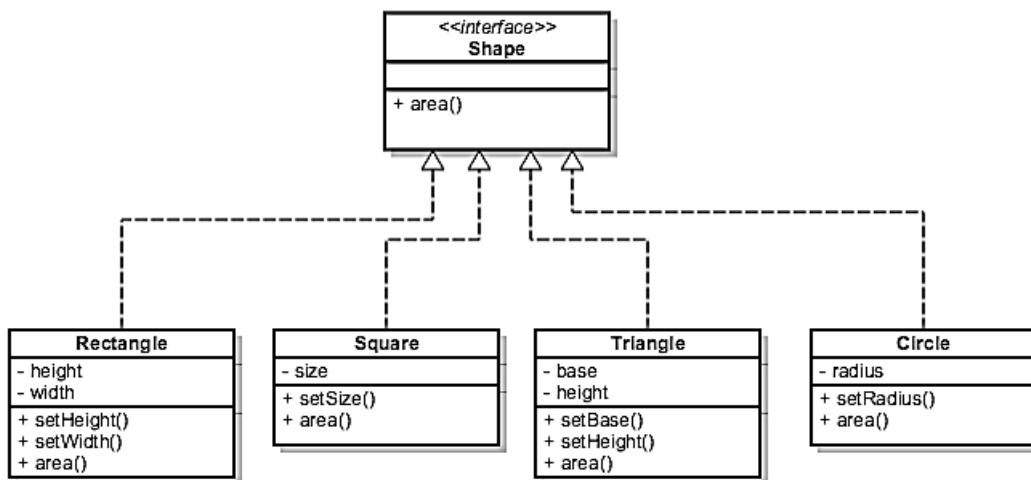 <<interface>>
Shape
+ area()
Rectangle
- height
- width
+ setHeight()
+ setWidth()
+ area()
Square
- size
+ setSize()
+ area()
Triangle
- base
- height
+ setBase()
+ setHeight()
+ area()
Circle
- radius
+ setRadius()
+ area()